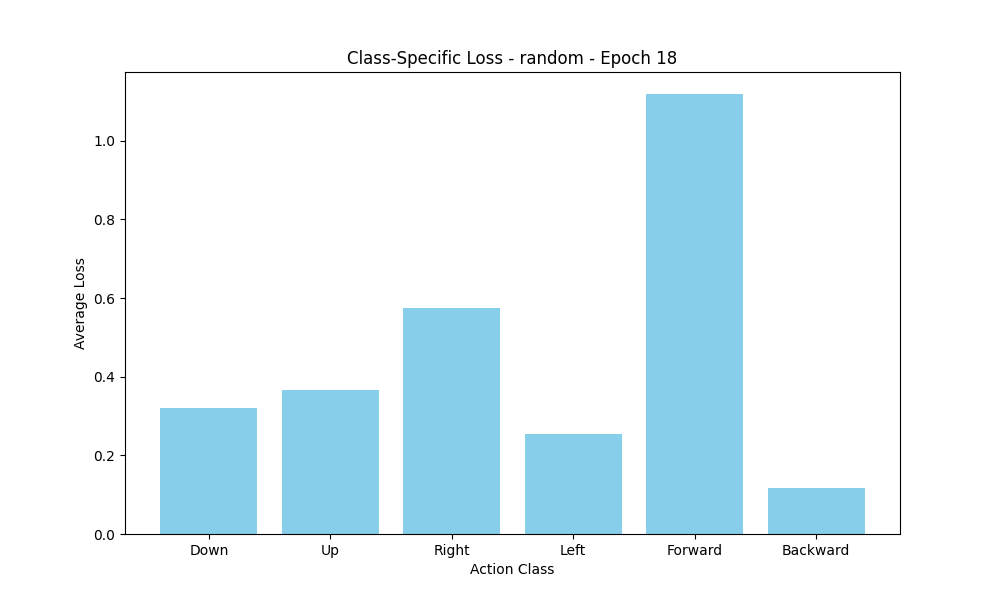 Class-Specific Loss - random - Epoch 18
Average Loss
1.0
0.8
0.6
0.4
0.2
0.0
Down Up Right Left Forward Backward
Action Class